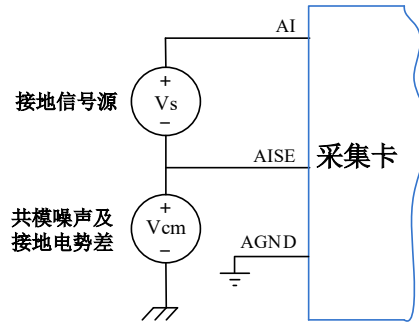 AI
+
接地信号源
Vs
−
AISE
采集卡
+
共模噪声及
接地电势差
Vcm
−
AGND